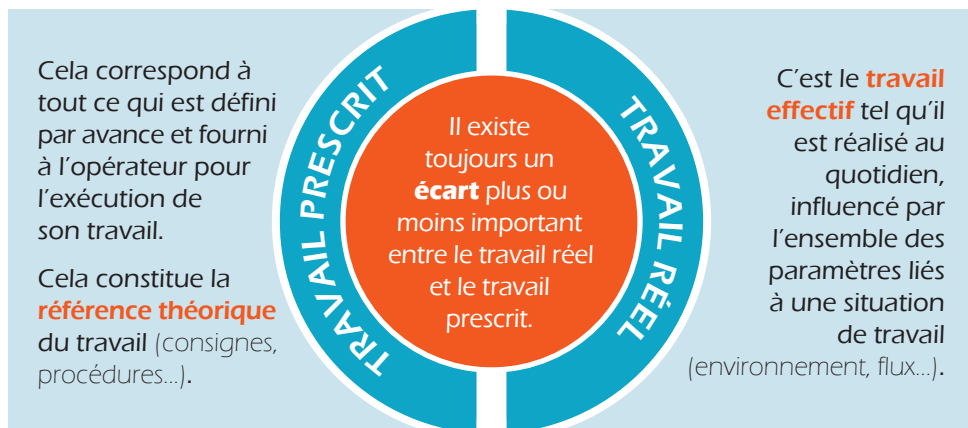 Cela correspond à
tout ce qui est défini
par avance et fourni
à l'opérateur pour
l'exécution de
son travail.
Cela constitue la
référence théorique
du travail (consignes,
procédures...).
TRAVAIL PRESCRIT
Il existe
toujours un
écart plus ou
moins important
entre le travail réel
et le travail
prescrit.
TRAVAIL RÉEL
C'est le travail
effectif tel qu'il
est réalisé au
quotidien,
influencé par
l'ensemble des
paramètres liés
à une situation
de travail
(environnement, flux...).